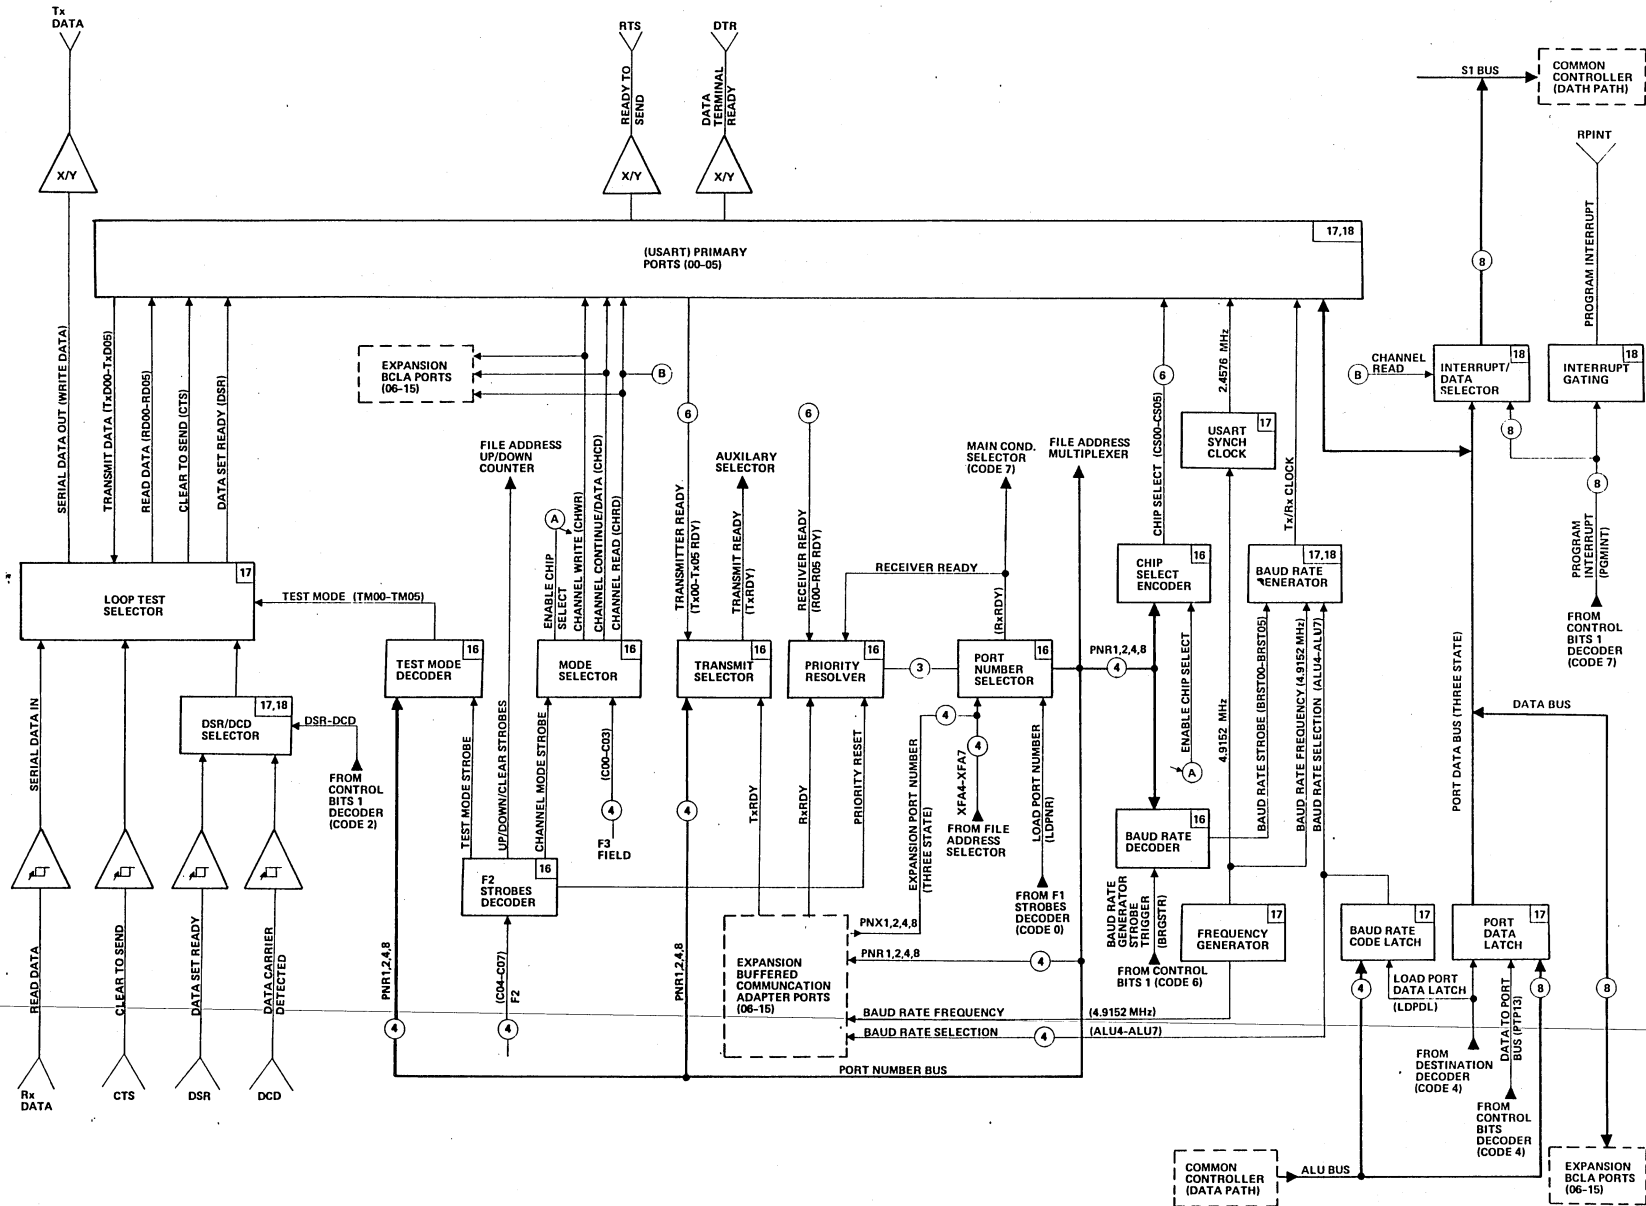 Tx
DATA
RTS
DTR
S1 BUS
COMMON
CONTROLLER
(DATH PATH)
READY TO
SEND
DATA
TERMINAL
READY
RPINT
X/Y
X/Y
X/Y
PROGRAM INTERRUPT
(USART) PRIMARY
PORTS (00-05)
17,18
8
SERIAL DATA OUT (WRITE DATA)
TRANSMIT DATA (TxD00-TxD05)
READ DATA (RD00-RD05)
CLEAR TO SEND (CTS)
DATA SET READY (DSR)
EXPANSION
BCLA PORTS
(06-15)
B
6
6
6
2.4576 MHz
CHANNEL
READ
B
INTERRUPT/
DATA
SELECTOR
18
INTERRUPT
GATING
18
8
8
PROGRAM
INTERRUPT
(PGMINT)
FROM
CONTROL
BITS 1
DECODER
(CODE 7)
FILE ADDRESS
UP/DOWN
COUNTER
A
ENABLE CHIP
SELECT
CHANNEL WRITE (CHWR)
CHANNEL CONTINUE/DATA (CHCD)
CHANNEL READ (CHRD)
TRANSMITTER READY
(Tx00-Tx05 RDY)
AUXILARY
SELECTOR
TRANSMIT READY
(TxRDY)
RECEIVER READY
(R00-R05 RDY)
MAIN COND.
SELECTOR
(CODE 7)
FILE ADDRESS
MULTIPLEXER
RECEIVER READY
(RxRDY)
CHIP SELECT (CS00-CS05)
USART
SYNCH
CLOCK
17
Tx/Rx CLOCK
LOOP TEST
SELECTOR
17
TEST MODE (TM00-TM05)
TEST MODE
DECODER
16
MODE
SELECTOR
16
TRANSMIT
SELECTOR
16
PRIORITY
RESOLVER
16
3
PORT
NUMBER
SELECTOR
16
PNR1,2,4,8
4
CHIP
SELECT
ENCODER
16
BAUD RATE
GENERATOR
17,18
DSR/DCD
SELECTOR
17,18
DSR-DCD
FROM
CONTROL
BITS 1
DECODER
(CODE 2)
SERIAL DATA IN
TEST MODE STROBE
UP/DOWN/CLEAR STROBES
CHANNEL MODE STROBE
(C00-C03)
4
F3
FIELD
4
TxRDY
RxRDY
PRIORITY RESET
EXPANSION PORT NUMBER
(THREE STATE)
4
4
XFA4-XFA7
FROM FILE
ADDRESS
SELECTOR
LOAD PORT NUMBER
(LDPNR)
FROM F1
STROBES
DECODER
(CODE 0)
ENABLE CHIP SELECT
A
4.9152 MHz
BAUD RATE STROBE (BRST00-BRST05)
BAUD RATE FREQUENCY (4.9152 MHz)
BAUD RATE SELECTION (ALU4-ALU7)
PORT DATA BUS (THREE STATE)
DATA BUS
BAUD RATE
DECODER
16
F2
STROBES
DECODER
16
BAUD RATE
GENERATOR
STROBE
TRIGGER
(BRGSTR)
FROM CONTROL
BITS 1 (CODE 6)
FREQUENCY
GENERATOR
17
BAUD RATE
CODE LATCH
17
PORT
DATA
LATCH
17
READ DATA
CLEAR TO SEND
DATA SET READY
DATA CARRIER
DETECTED
PNR1,2,4,8
4
(C04-C07)
F2
4
PNR1,2,4,8
EXPANSION
BUFFERED
COMMUNCATION
ADAPTER PORTS
(06-15)
PNX1,2,4,8
PNR 1,2,4,8
4
BAUD RATE FREQUENCY
(4.9152 MHz)
BAUD RATE SELECTION
4
(ALU4-ALU7)
PORT NUMBER BUS
4
LOAD PORT
DATA LATCH
(LDPDL)
8
8
DATA TO PORT
BUS (PTP13)
FROM
DESTINATION
DECODER
(CODE 4)
FROM
CONTROL
BITS
DECODER
(CODE 4)
Rx
DATA
CTS
DSR
DCD
COMMON
CONTROLLER
(DATA PATH)
ALU BUS
EXPANSION
BCLA PORTS
(06-15)